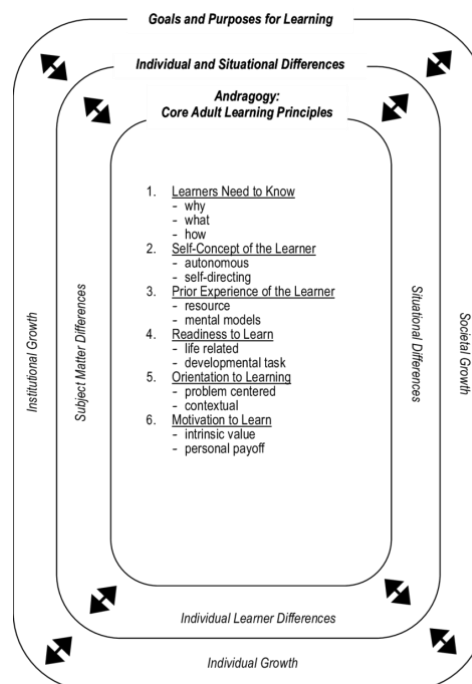 Goals and Purposes for Learning
Individual and Situational Differences
Andragogy:
Core Adult Learning Principles
1. Learners Need to Know
- why
- what
- how
2. Self-Concept of the Learner
- autonomous
- self-directing
3. Prior Experience of the Learner
- resource
- mental models
4. Readiness to Learn
- life related
- developmental task
5. Orientation to Learning
- problem centered
- contextual
6. Motivation to Learn
- intrinsic value
- personal payoff
Institutional Growth
Subject Matter Differences
Situational Differences
Societal Growth
Individual Learner Differences
Individual Growth